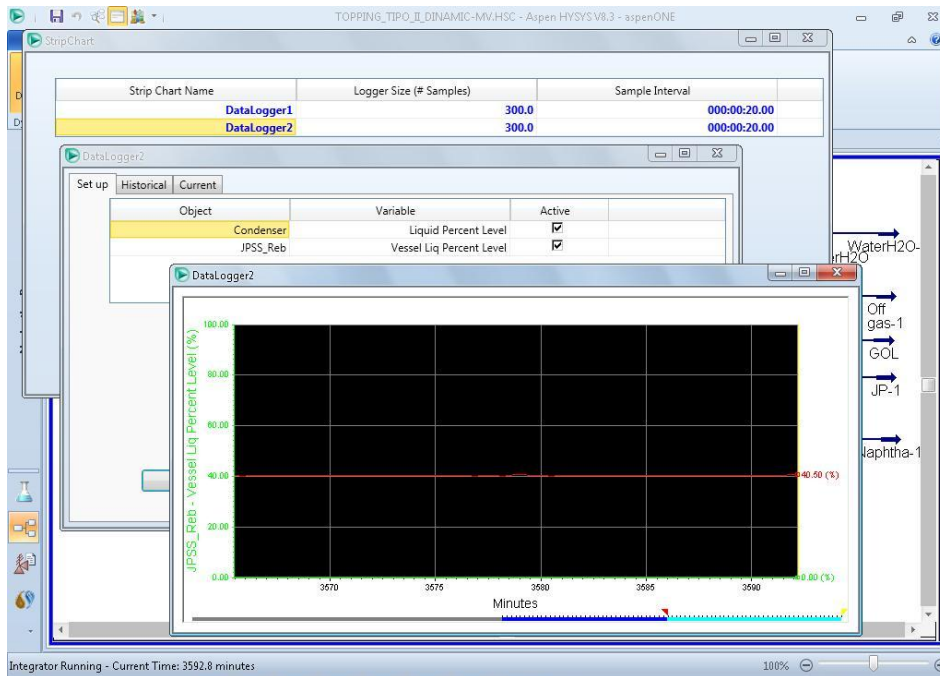 TOPPING_TIPO_II_DINAMIC-MV.HSC - Aspen HYSYS V8.3 - aspenONE
StripChart
Strip Chart Name Logger Size (# Samples) Sample Interval
DataLogger1 300.0 000:00:20.00
DataLogger2 300.0 000:00:20.00
DataLogger2
Set up Historical Current
Object Variable Active
Condenser Liquid Percent Level
JPSS_Reb Vessel Liq Percent Level
DataLogger2
JPSS_Reb - Vessel Liq Percent Level (%)
100.00
80.00
60.00
40.00
20.00
0.00
40.50 (%)
0.00 (%)
3570 3575 3580 3585 3590
Minutes
WaterH2O-
rH2O
Off
gas-1
GOL
JP-1
Naphtha-1
Integrator Running - Current Time: 3592.8 minutes
100%